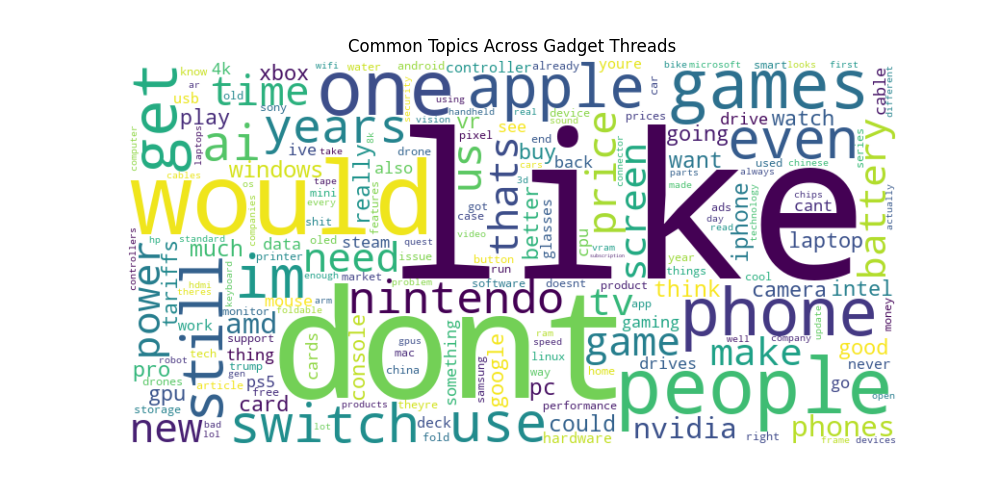 Common Topics Across Gadget Threads
know
4k
xbox
wifi
water
android
controller
already
youre
bike
microsoft
smart
looks
first
get
ar
old
time
one
apple
games
car
cable
different
usb
sony
security
using
handheld
real
device
sound
prices
drive
watch
play
laptops
ai
years
8k
vision
pixel
vr
see
end
buy
back
price
connector
going
even
series
battery
computer
ive
take
drone
us
thats
3d
cars
want
used
chinese
parts
always
made
windows
really
also
features
like
better
glasses
screen
iphone
technology
ads
day
read
chips
cant
actually
cables
os
tape
mini
every
would
got
case
shit
companies
controllers
hp
standard
much
data
oled
steam
quest
video
cpu
vram
year
things
cool
laptop
power
tariffs
still
printer
issue
need
button
run
subscription
enough
market
problem
software
doesnt
product
hdmi
theres
keyboard
im
mouse
arm
foldable
nintendo
tv
app
think
camera
intel
work
monitor
amd
support
dont
ram
speed
gaming
phone
update
money
thing
cards
console
gpus
mac
something
google
linux
game
make
well
company
good
robot
tech
trump
gen
article
china
samsung
way
home
drives
never
pro
drones
ps5
free
pc
people
go
gpu
storage
card
products
theyre
performance
open
new
bad
lol
switch
lot
deck
fold
use
could
hardware
nvidia
right
phones
frame
devices